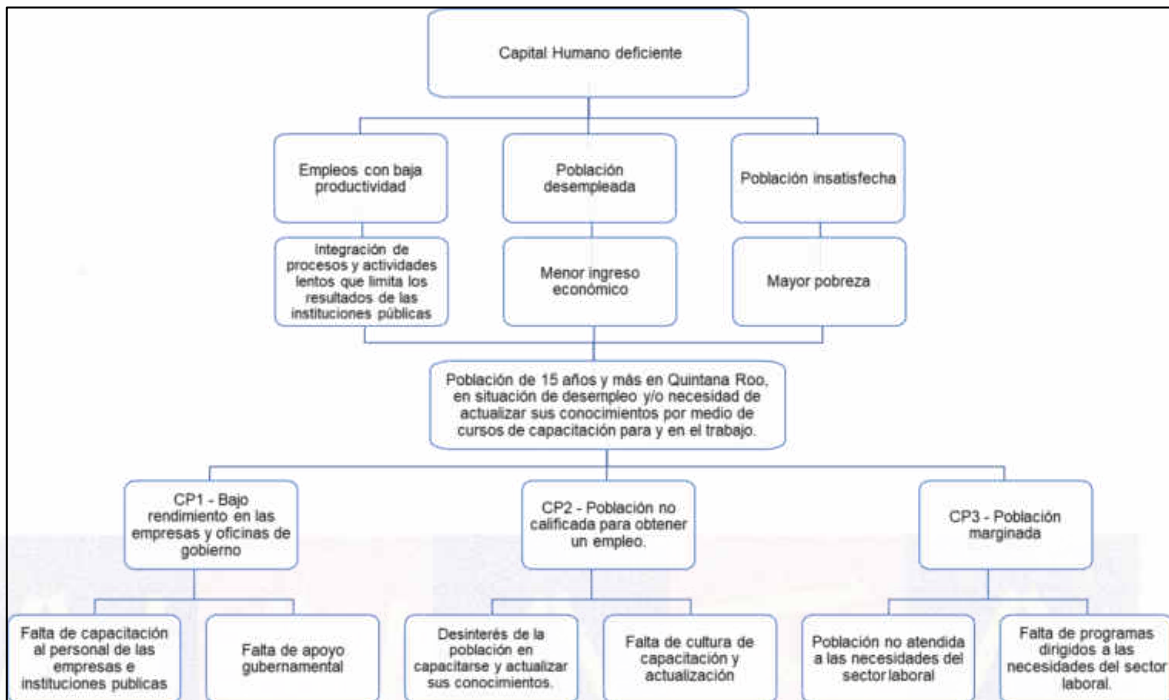 Capital Humano deficiente
Empleos con baja
productividad
Población
desempleada
Población insatisfecha
Integración de
procesos y actividades
lentos que limita los
resultados de las
instituciones públicas
Menor ingreso
económico
Mayor pobreza
Población de 15 años y más en Quintana Roo,
en situación de desempleo y/o necesidad de
actualizar sus conocimientos por medio de
cursos de capacitación para y en el trabajo.
CP1 - Bajo
rendimiento en las
empresas y oficinas de
gobierno
CP2 - Población no
calificada para obtener
un empleo.
CP3 - Población
marginada
Falta de capacitación
al personal de las
empresas e
instituciones publicas
Falta de apoyo
gubernamental
Desinterés de la
población en
capacitarse y actualizar
sus conocimientos.
Falta de cultura de
capacitación y
actualización
Población no atendida
a las necesidades del
sector laboral
Falta de programas
dirigidos a las
necesidades del sector
laboral.